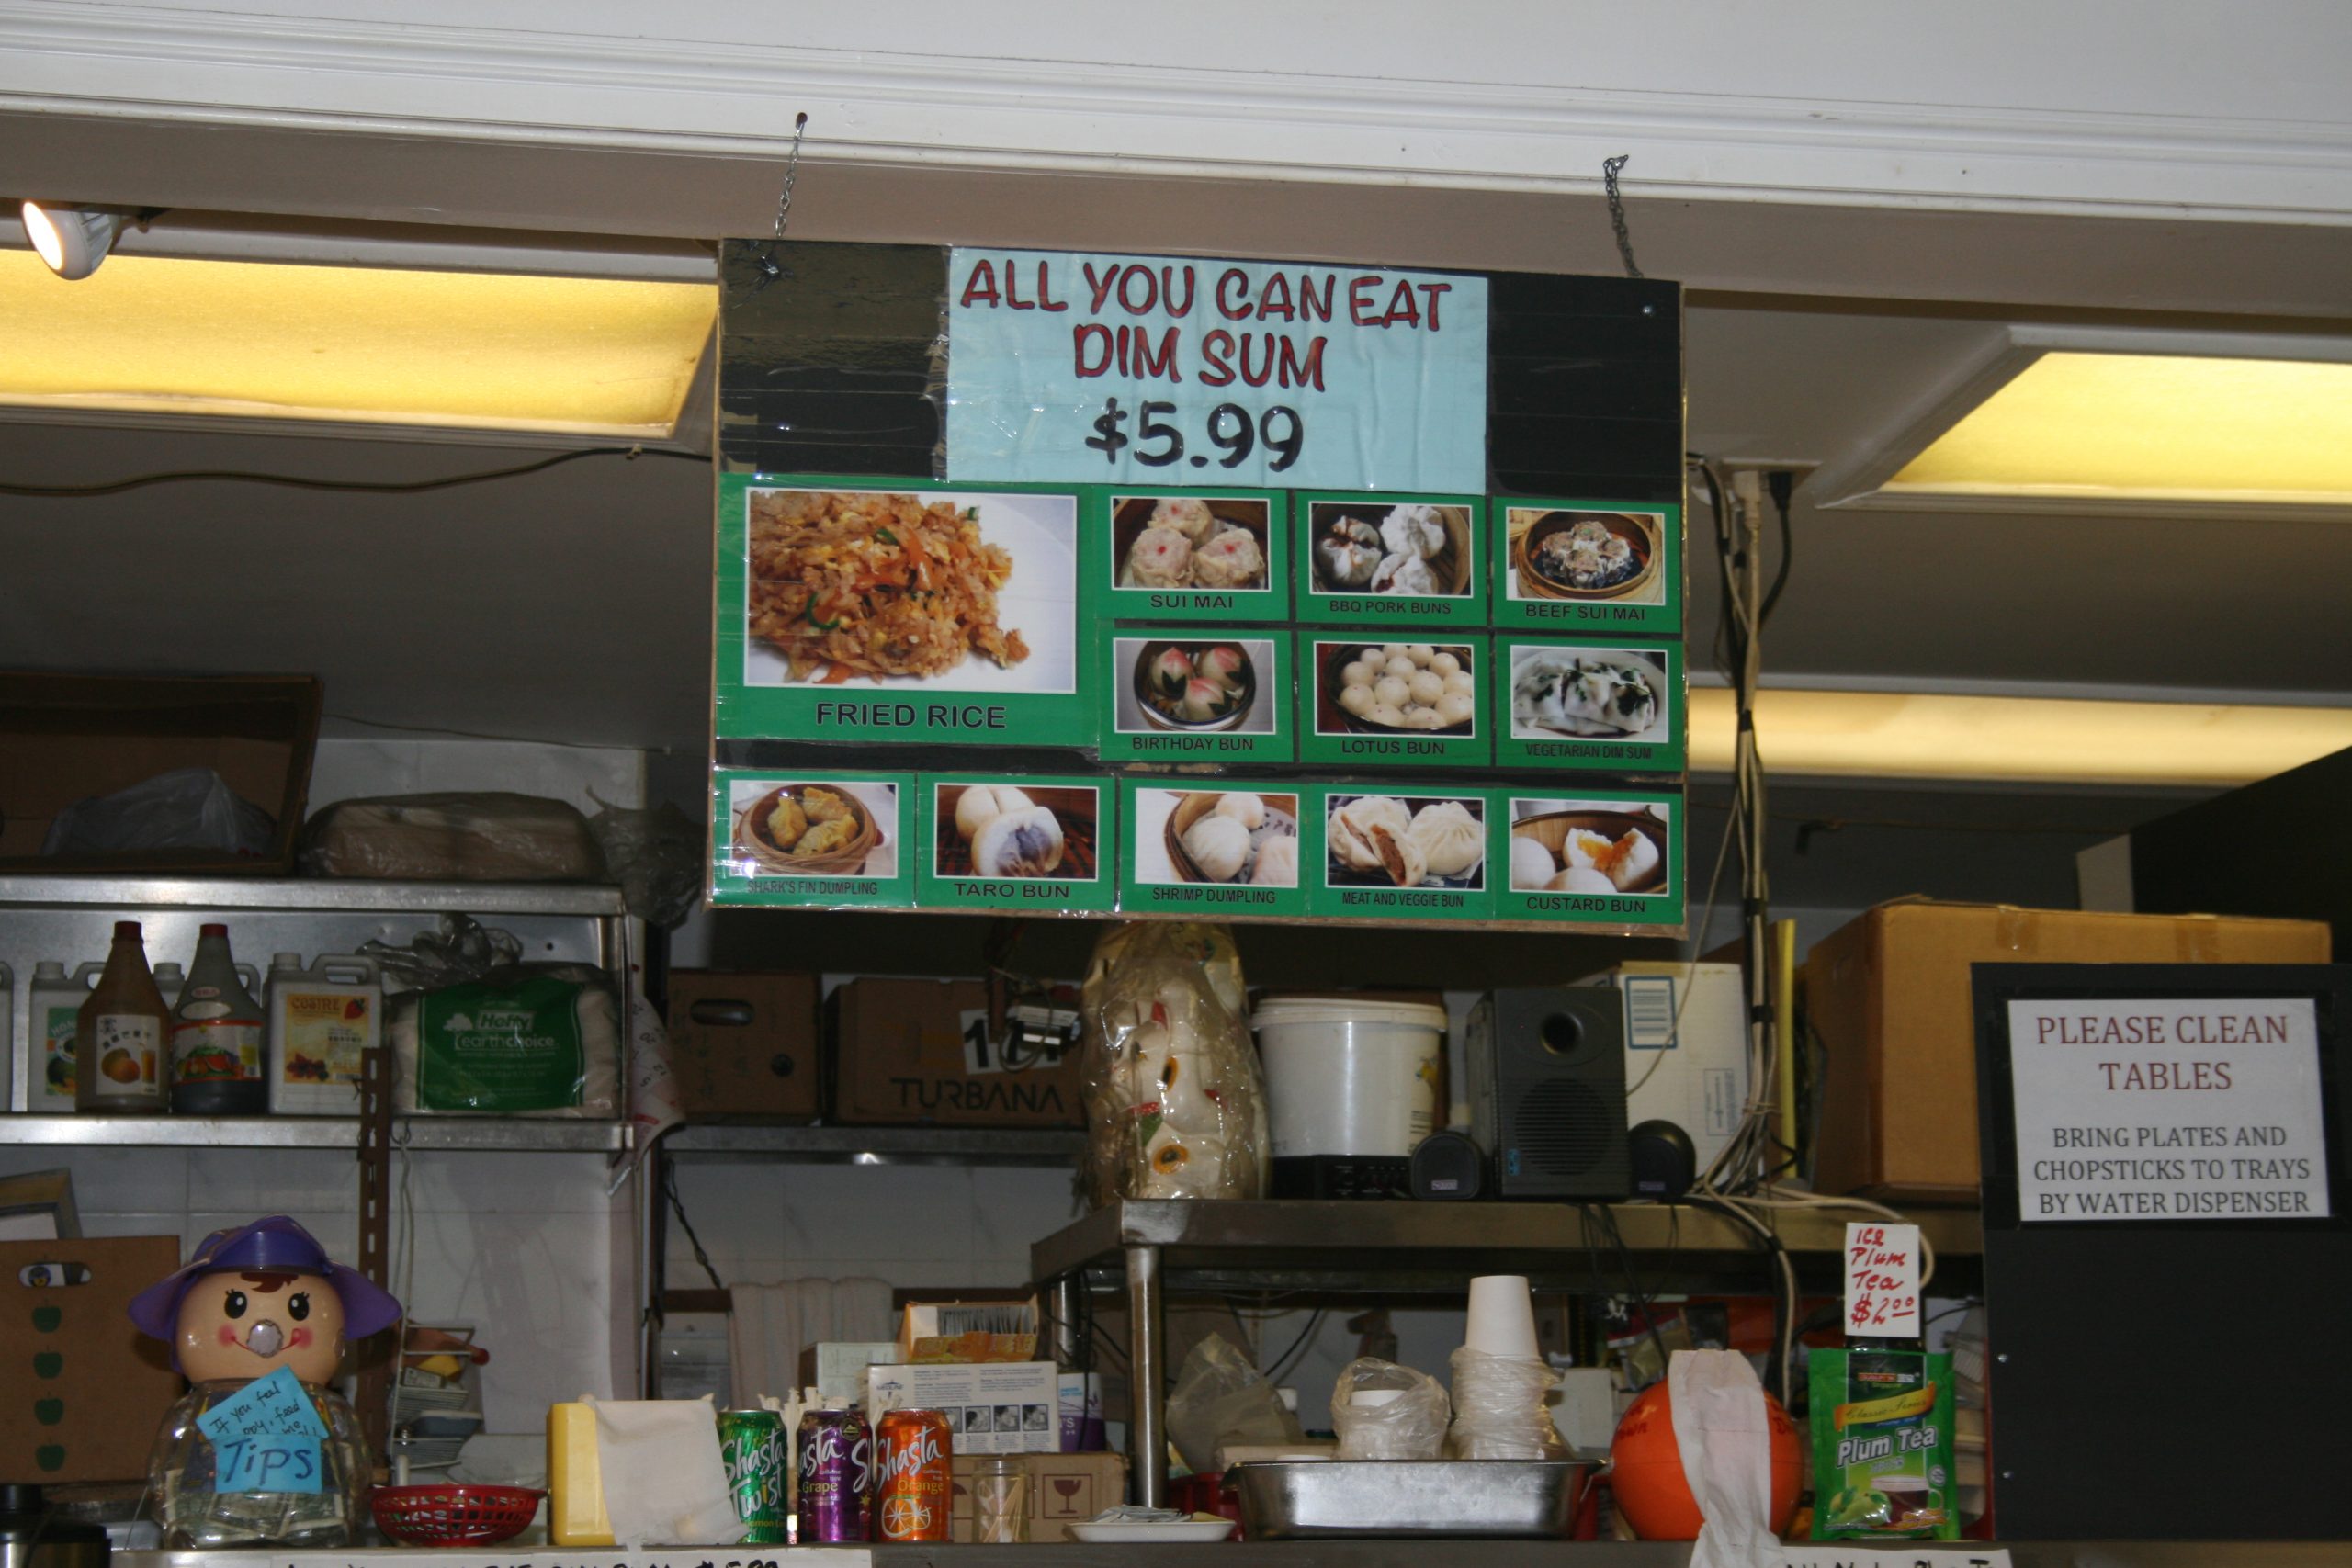 ALL YOU CAN EAT
DIM SUM
$5.99
FRIED RICE
SUI MAI
BBQ PORK BUNS
BEEF SUI MAI
BIRTHDAY BUN
LOTUS BUN
VEGETARIAN DIM SUM
SHARK'S FIN DUMPLING
TARO BUN
SHRIMP DUMPLING
MEAT AND VEGGIE BUN
CUSTARD BUN
Hefty
earthchoice
TURBANA
PLEASE CLEAN
TABLES
BRING PLATES AND
CHOPSTICKS TO TRAYS
BY WATER DISPENSER
ICE
Plum
Tea
$2.00
If you feel
Tips
Shasta
Twist
Grape
Shasta
Orange
Plum Tea